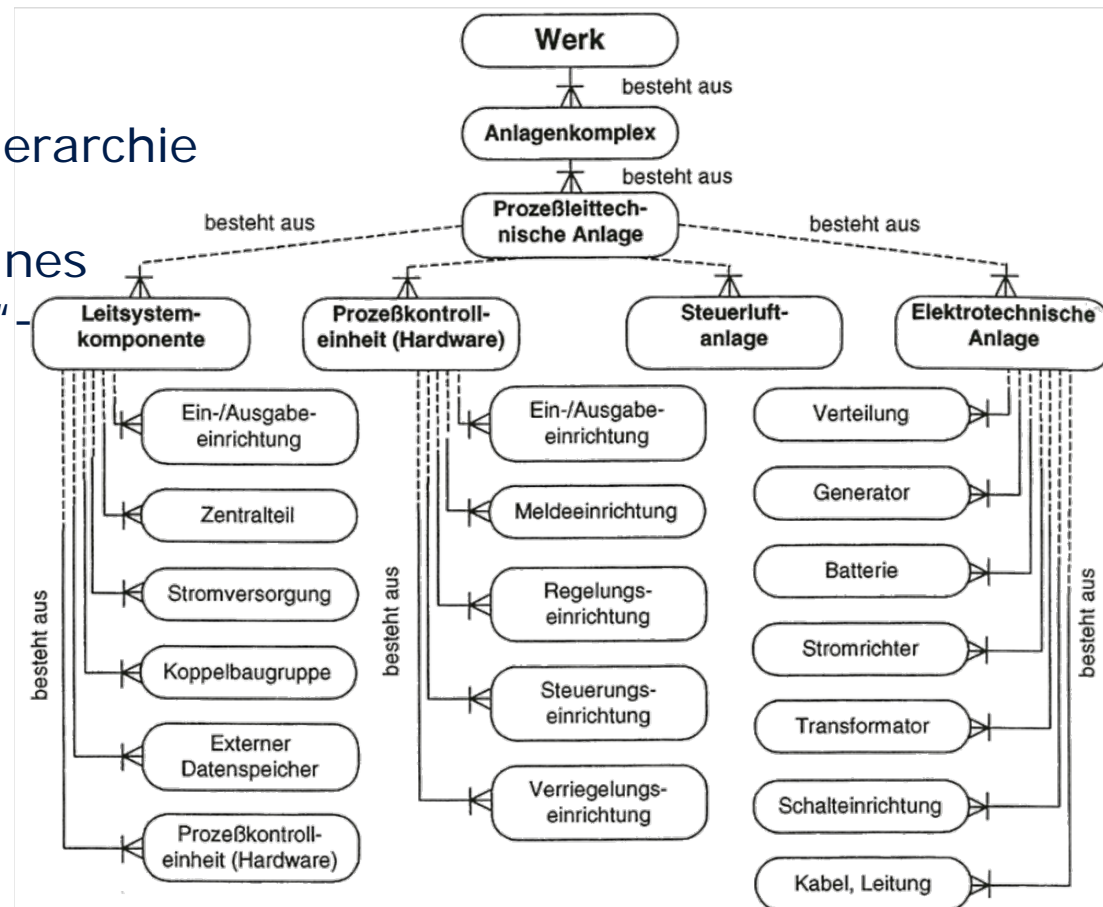 Werk
besteht aus
erarchie
Anlagenkomplex
besteht aus
Prozeßleittech-
nische Anlage
besteht aus
besteht aus
nes
“-
Leitsystem-
komponente
Prozeßkontroll-
einheit (Hardware)
Steuerluft-
anlage
Elektrotechnische
Anlage
Ein-/Ausgabe-
einrichtung
Zentralteil
Stromversorgung
Koppelbaugruppe
Externer
Datenspeicher
Prozeßkontroll-
einheit (Hardware)
besteht aus
Ein-/Ausgabe-
einrichtung
Meldeeinrichtung
Regelungs-
einrichtung
Steuerungs-
einrichtung
Verriegelungs-
einrichtung
besteht aus
Verteilung
Generator
Batterie
Stromrichter
Transformator
Schalteinrichtung
Kabel, Leitung
besteht aus